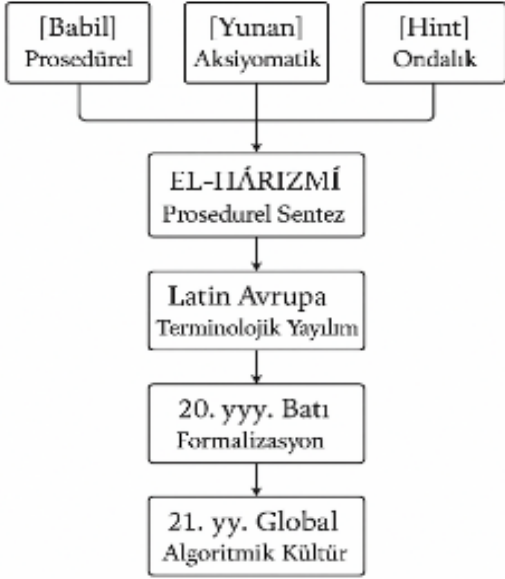 [Babil]
Prosedürel
[Yunan]
Aksiyomatik
[Hint]
Ondalık
EL-HÁRIZMÍ
Prosedurel Sentez
Latin Avrupa
Terminolojik Yayılım
20. yyy. Batı
Formalizasyon
21. yy. Global
Algoritmik Kültür